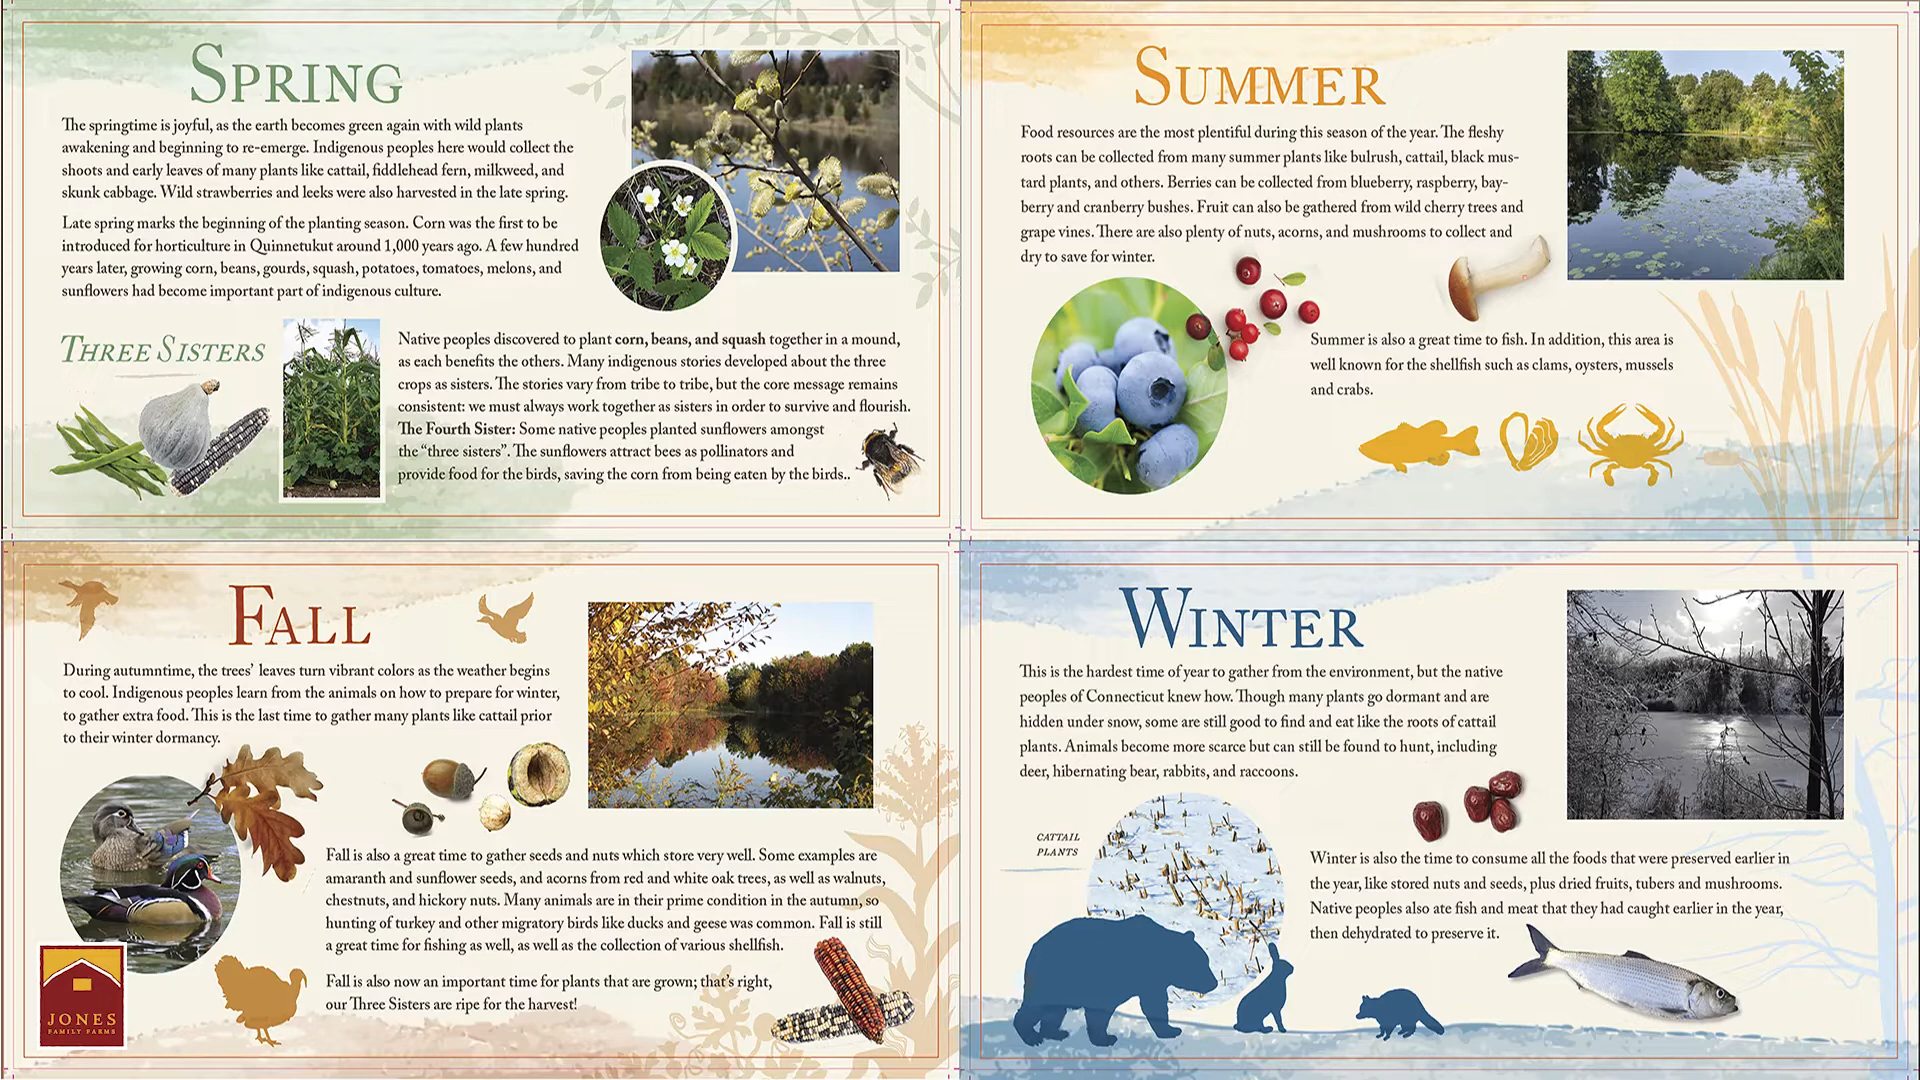 SPRING
The springtime is joyful, as the earth becomes green again with wild plants
awakening and beginning to re-emerge. Indigenous peoples here would collect the
shoots and early leaves of many plants like cattail, fiddlehead fern, milkweed, and
skunk cabbage. Wild strawberries and leeks were also harvested in the late spring.
Late spring marks the beginning of the planting season. Corn was the first to be
introduced for horticulture in Quinnetukut around 1,000 years ago. A few hundred
years later, growing corn, beans, gourds, squash, potatoes, tomatoes, melons, and
sunflowers had become important part of indigenous culture.
THREE SISTERS
Native peoples discovered to plant corn, beans, and squash together in a mound,
as each benefits the others. Many indigenous stories developed about the three
crops as sisters. The stories vary from tribe to tribe, but the core message remains
consistent: we must always work together as sisters in order to survive and flourish.
The Fourth Sister: Some native peoples planted sunflowers amongst
the “three sisters”. The sunflowers attract bees as pollinators and
provide food for the birds, saving the corn from being eaten by the birds..
SUMMER
Food resources are the most plentiful during this season of the year. The fleshy
roots can be collected from many summer plants like bulrush, cattail, black mus-
tard plants, and others. Berries can be collected from blueberry, raspberry, bay-
berry and cranberry bushes. Fruit can also be gathered from wild cherry trees and
grape vines. There are also plenty of nuts, acorns, and mushrooms to collect and
dry to save for winter.
Summer is also a great time to fish. In addition, this area is
well known for the shellfish such as clams, oysters, mussels
and crabs.
FALL
During autumntime, the trees’ leaves turn vibrant colors as the weather begins
to cool. Indigenous peoples learn from the animals on how to prepare for winter,
to gather extra food. This is the last time to gather many plants like cattail prior
to their winter dormancy.
Fall is also a great time to gather seeds and nuts which store very well. Some examples are
amaranth and sunflower seeds, and acorns from red and white oak trees, as well as walnuts,
chestnuts, and hickory nuts. Many animals are in their prime condition in the autumn, so
hunting of turkey and other migratory birds like ducks and geese was common. Fall is still
a great time for fishing as well, as well as the collection of various shellfish.
Fall is also now an important time for plants that are grown; that’s right,
our Three Sisters are ripe for the harvest!
JONES
FAMILY FARMS
WINTER
This is the hardest time of year to gather from the environment, but the native
peoples of Connecticut knew how. Though many plants go dormant and are
hidden under snow, some are still good to find and eat like the roots of cattail
plants. Animals become more scarce but can still be found to hunt, including
deer, hibernating bear, rabbits, and raccoons.
CATTAIL
PLANTS
Winter is also the time to consume all the foods that were preserved earlier in
the year, like stored nuts and seeds, plus dried fruits, tubers and mushrooms.
Native peoples also ate fish and meat that they had caught earlier in the year,
then dehydrated to preserve it.